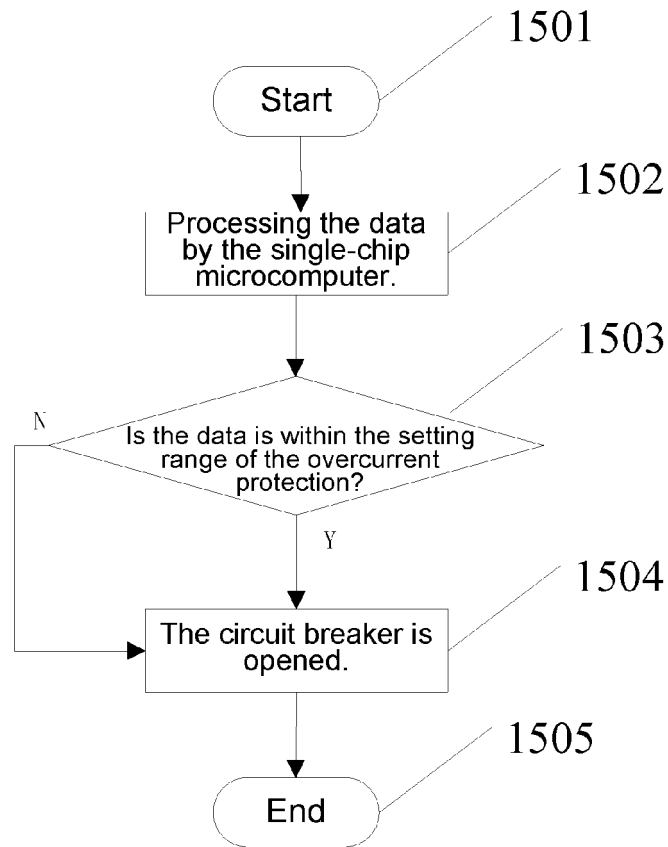 1501
Start
1502
Processing the data
by the single-chip
microcomputer.
1503
N
Is the data is within the setting
range of the overcurrent
protection?
Y
1504
The circuit breaker is
opened.
1505
End